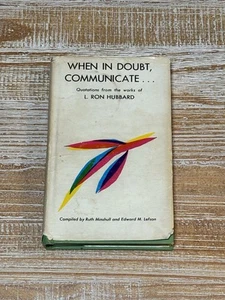 WHEN IN DOUBT,
COMMUNICATE...
Quotations from the works of
L. RON HUBBARD
Compiled by Ruth Minshull and Edward M. Lefson